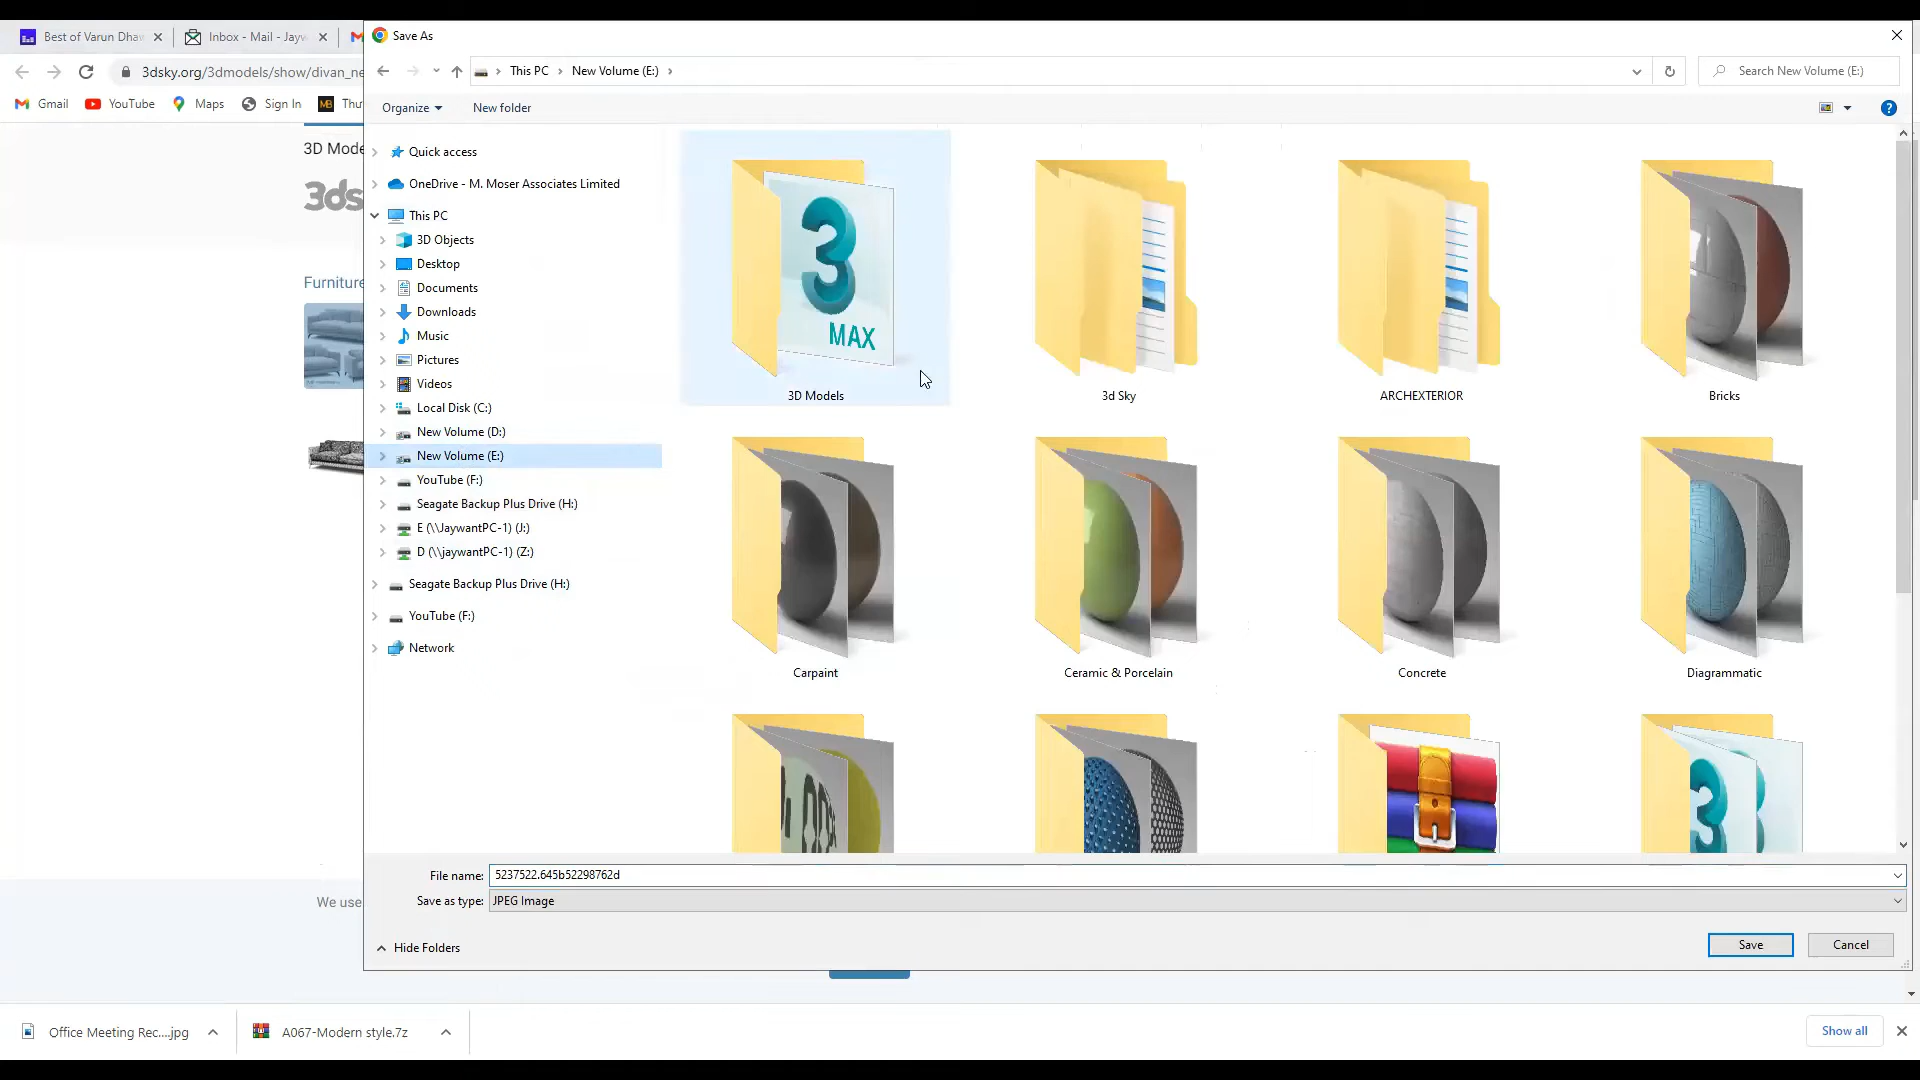 Best of Varun Dha
Inbox - Mail - Jayw
Save As
3dsky.org/3dmodels/show/divan_ne
This PC
New Volume (E:)
Search New Volume (E:)
Gmail
YouTube
Maps
Sign In
Thu
Organize
New folder
3D Mode
3ds
Furniture
We use
Quick access
OneDrive - M. Moser Associates Limited
This PC
3D Objects
Desktop
Documents
Downloads
Music
Pictures
Videos
Local Disk (C:)
New Volume (D:)
New Volume (E:)
YouTube (F:)
Seagate Backup Plus Drive (H:)
E (\\JaywantPC-1) (J:)
D (\\jaywantPC-1) (Z:)
Seagate Backup Plus Drive (H:)
YouTube (F:)
Network
3
MAX
3D Models
3d Sky
ARCHEXTERIOR
Bricks
Carpaint
Ceramic & Porcelain
Concrete
Diagrammatic
File name:
5237522.645b52298762d
Save as type:
JPEG Image
Hide Folders
Save
Cancel
Office Meeting Rec....jpg
A067-Modern style.7z
Show all